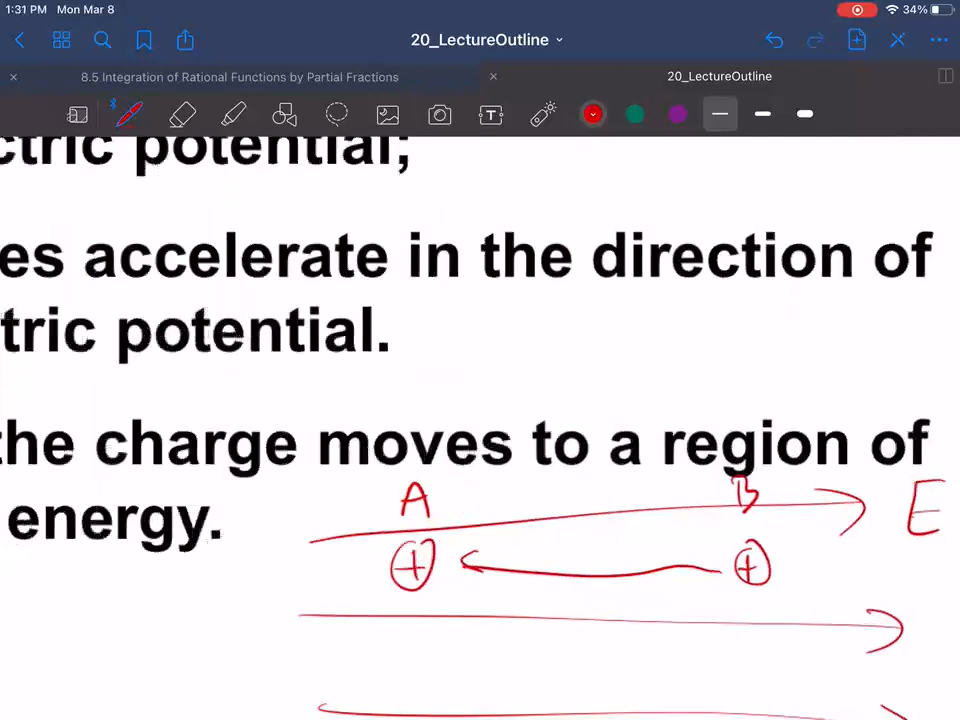 1:31 PM Mon Mar 8
34%
20_LectureOutline
8.5 Integration of Rational Functions by Partial Fractions
20_LectureOutline
T
ctric potential;
es accelerate in the direction of
tric potential.
the charge moves to a region of
energy.
A B E
+ +